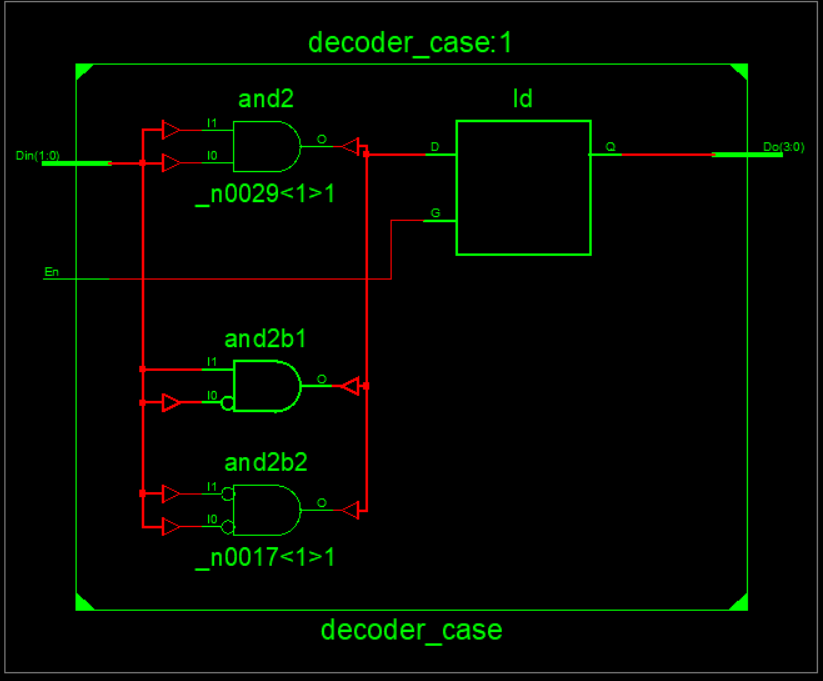 decoder_case:1
and2
ld
I1
O
Din(1:0)
I0
D
Q
Do(3:0)
_n0029<1>1
G
En
and2b1
I1
O
I0
and2b2
I1
O
I0
_n0017<1>1
decoder_case